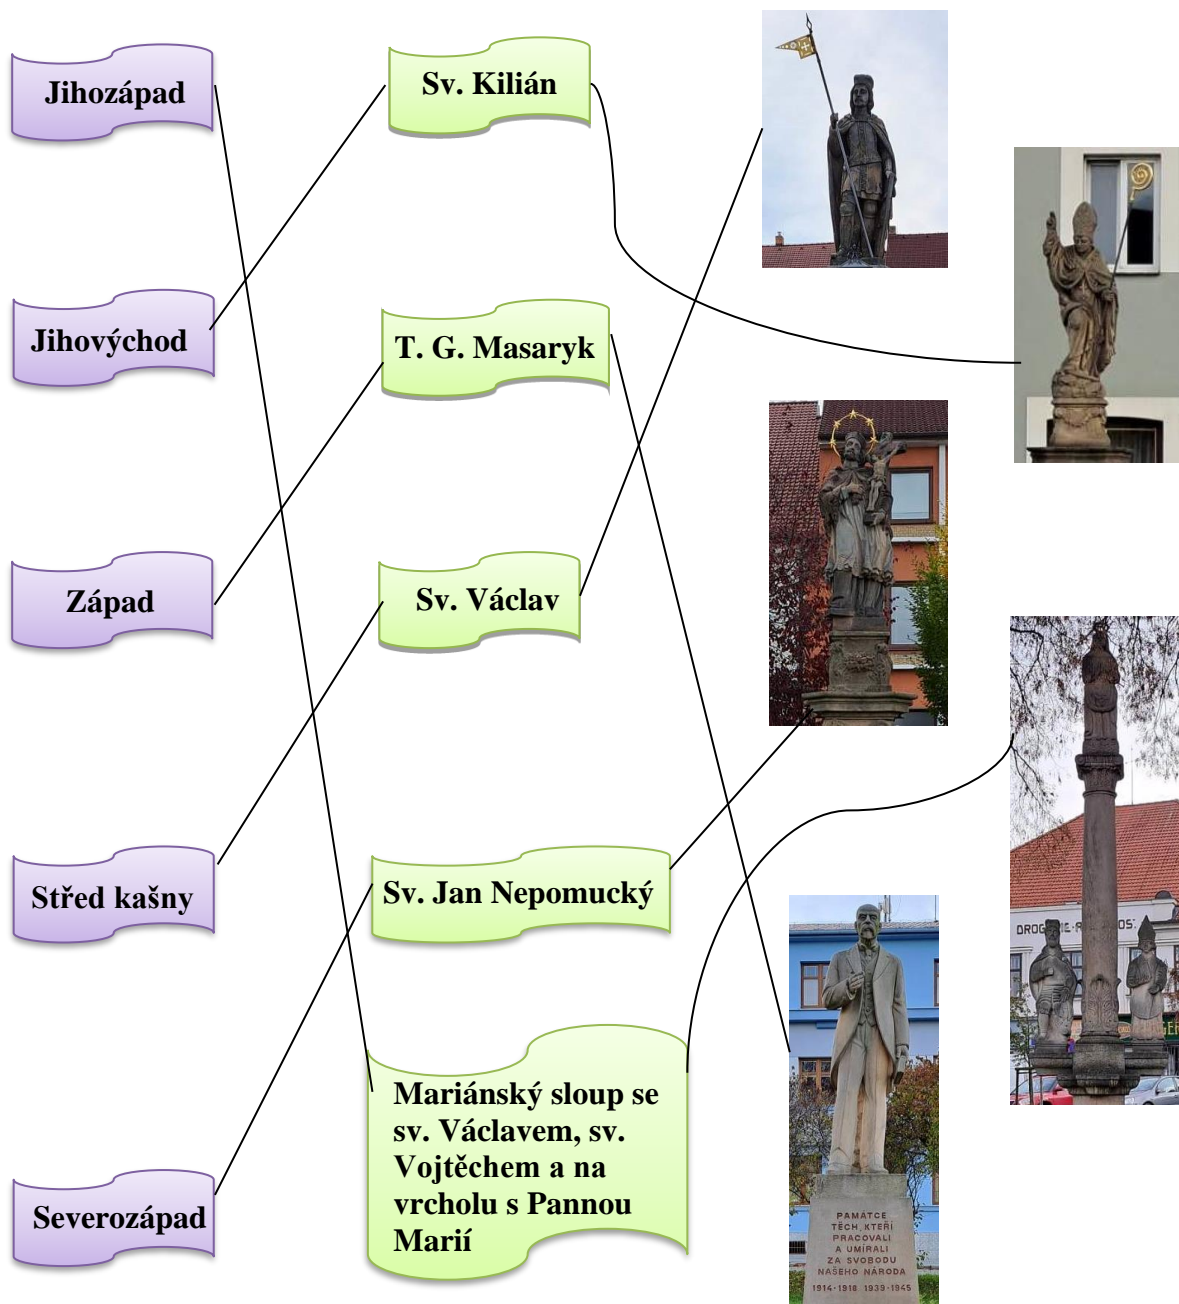 Jihozápad
Sv. Kilián
Jihovýchod
T. G. Masaryk
Západ
Sv. Václav
Střed kašny
Sv. Jan Nepomucký
Severozápad
Mariánský sloup se
sv. Václavem, sv.
Vojtěchem a na
vrcholu s Pannou
Marií
PAMÁTCE
TĚCH, KTEŘÍ
PRACOVALI
A UMÍRALI
ZA SVOBODU
NAŠEHO NÁRODA
1914-1918 1939-1945